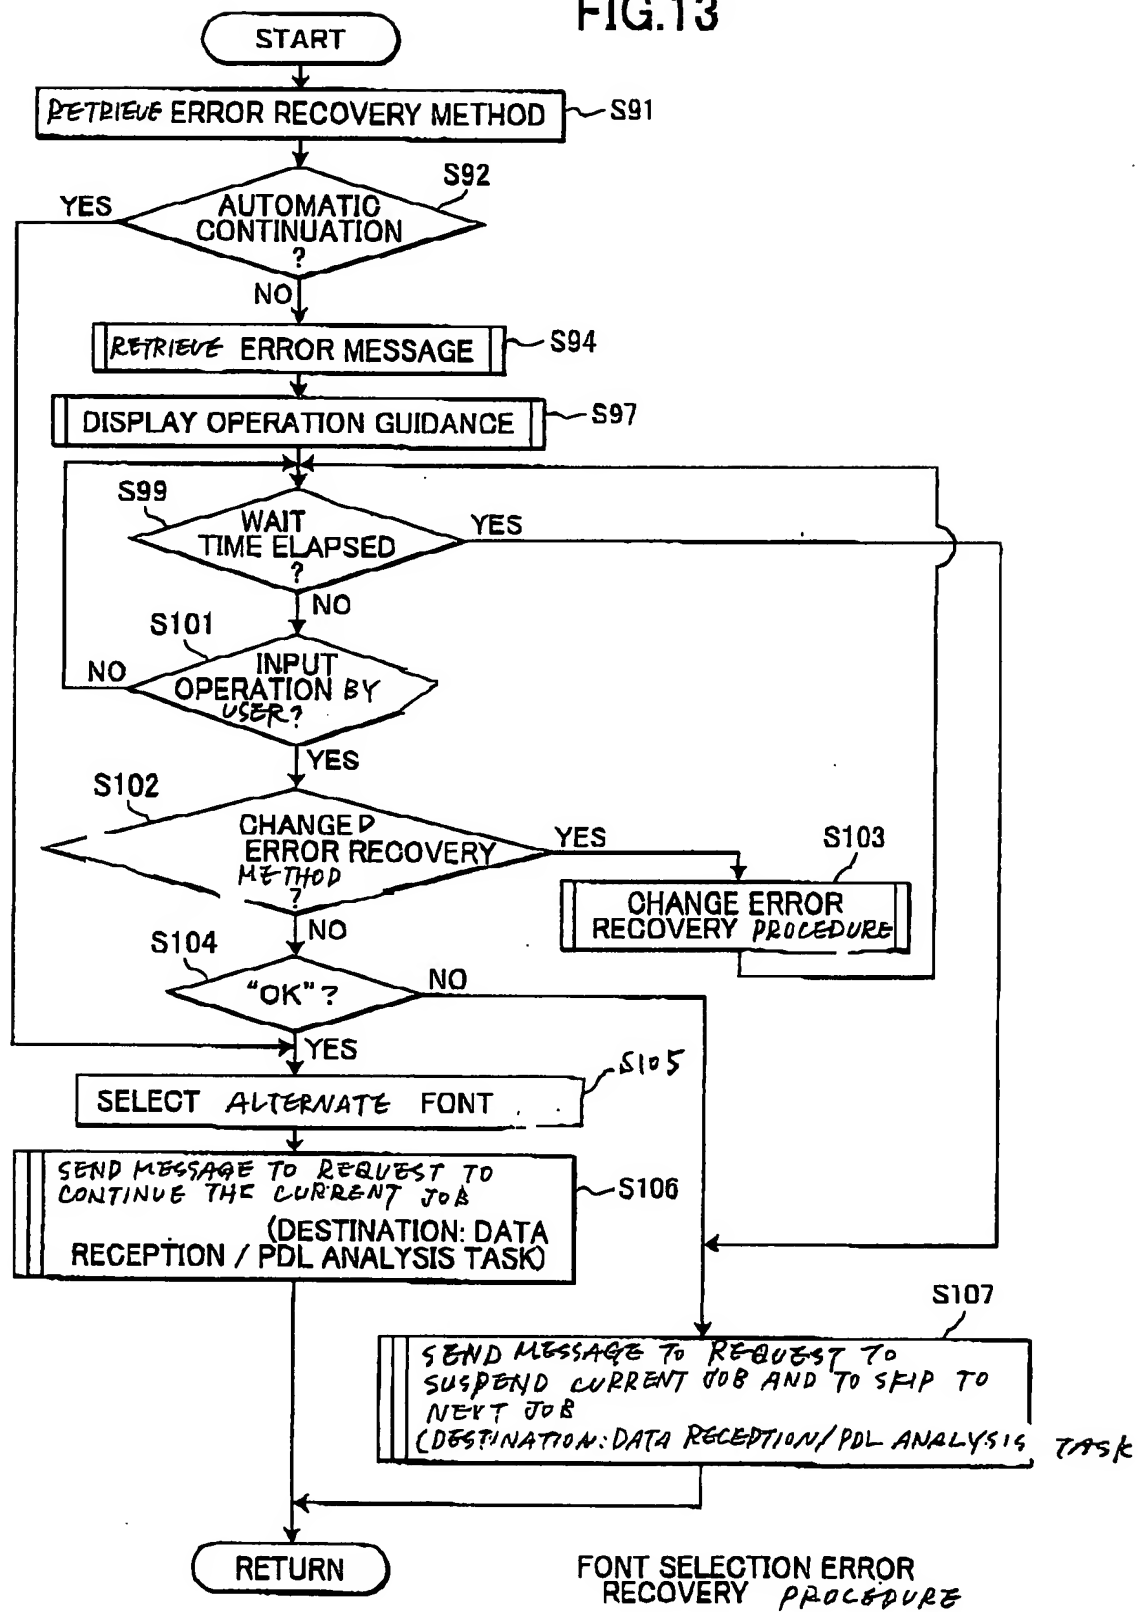 FIG.13
START
RETRIEVE ERROR RECOVERY METHOD
S91
S92
YES
AUTOMATIC
CONTINUATION
?
NO
RETRIEVE ERROR MESSAGE
S94
DISPLAY OPERATION GUIDANCE
S97
S99
WAIT
TIME ELAPSED
?
YES
NO
S101
NO
INPUT
OPERATION BY
USER?
YES
S102
CHANGED
ERROR RECOVERY
METHOD
?
YES
S103
CHANGE ERROR
RECOVERY PROCEDURE
NO
S104
"OK"?
NO
YES
S105
SELECT ALTERNATE FONT
SEND MESSAGE TO REQUEST TO
CONTINUE THE CURRENT JOB
(DESTINATION: DATA
RECEPTION / PDL ANALYSIS TASK)
S106
S107
SEND MESSAGE TO REQUEST TO
SUSPEND CURRENT JOB AND TO SKIP TO
NEXT JOB
(DESTINATION: DATA RECEPTION/PDL ANALYSIS TASK
RETURN
FONT SELECTION ERROR
RECOVERY PROCEDURE